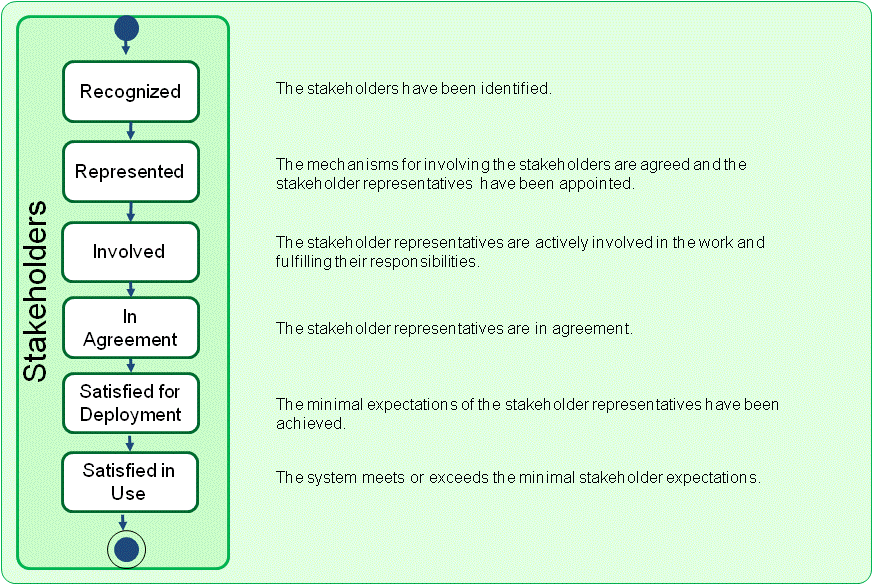 Stakeholders
Recognized
The stakeholders have been identified.
Represented
The mechanisms for involving the stakeholders are agreed and the
stakeholder representatives have been appointed.
Involved
The stakeholder representatives are actively involved in the work and
fulfilling their responsibilities.
In
Agreement
The stakeholder representatives are in agreement.
Satisfied for
Deployment
The minimal expectations of the stakeholder representatives have been
achieved.
Satisfied in
Use
The system meets or exceeds the minimal stakeholder expectations.